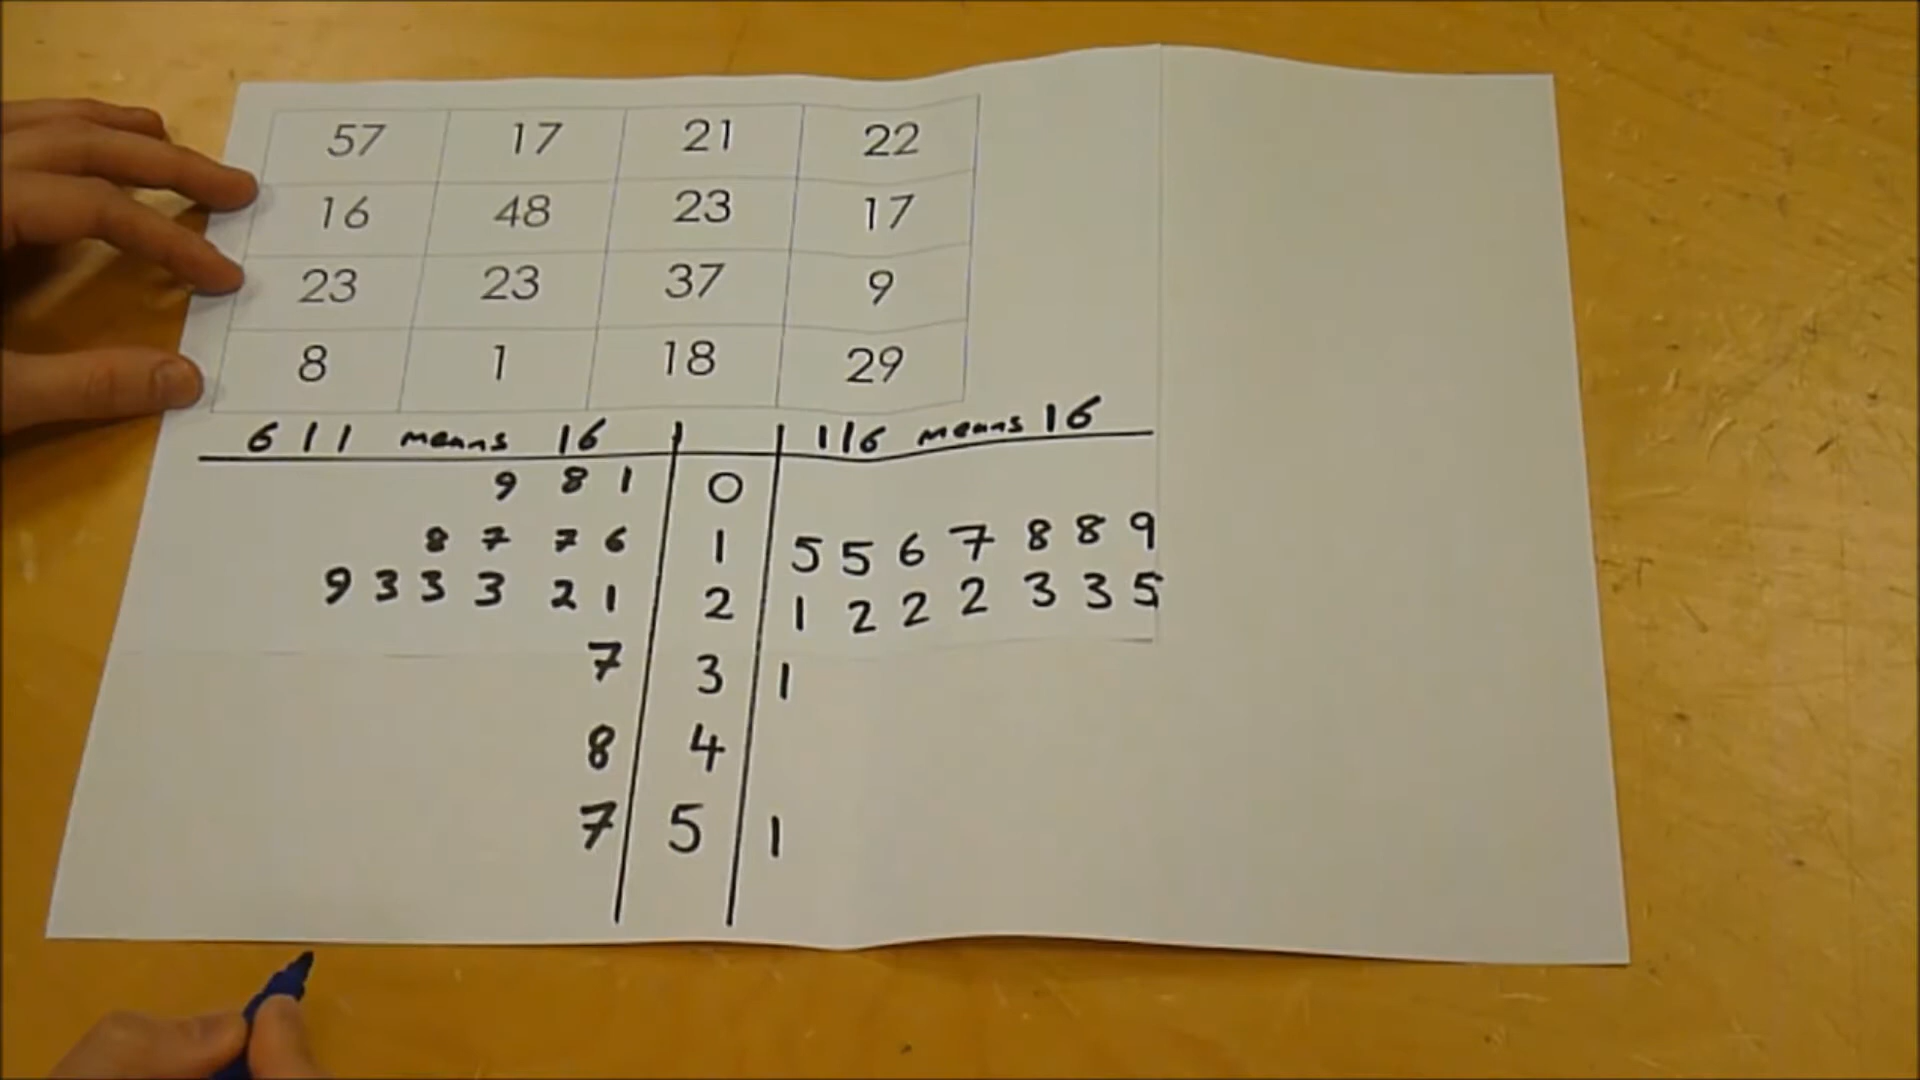 57 17 21 22
16 48 23 17
23 23 37 9
8 1 18 29
6 | 1 means 16 1 | 6 means 16
9 8 1 0
8 7 7 6 1 5 5 6 7 8 8 9
9 3 3 3 2 1 2 1 2 2 2 3 3 5
7 3 1
8 4
7 5 1